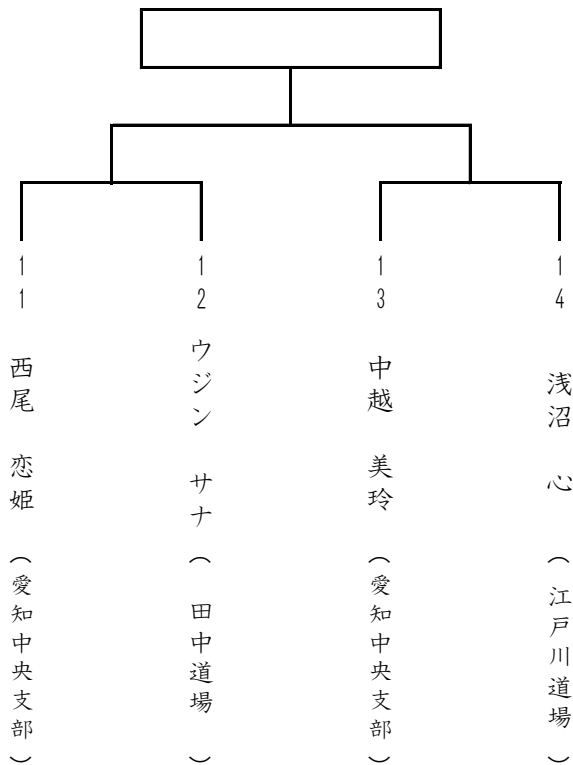 11 西尾 恋姫 (愛知中央支部)
12 ウジン サナ ( 田中道場 )
13 中越 美玲 (愛知中央支部)
14 浅沼 心 ( 江戸川道場 )